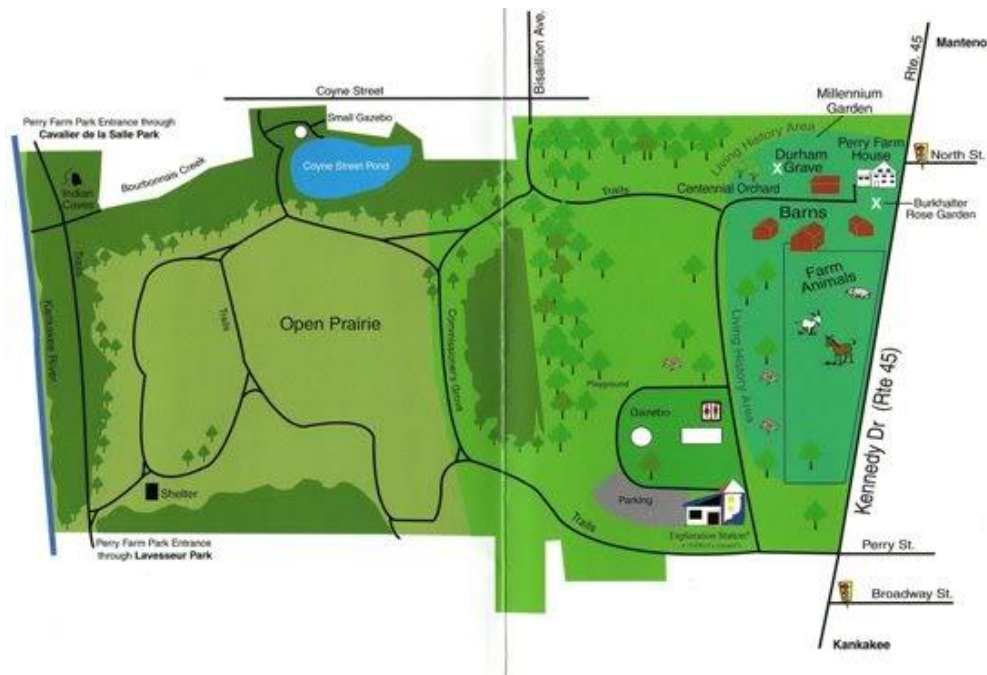 Rte. 45
Manteno
Bisaillion Ave.
Coyne Street
Millennium
Garden
Small Gazebo
Perry Farm Park Entrance through
Cavalier de la Salle Park
Living History Area
Durham
Grave
Perry Farm
House
North St.
Bourbonnais Creek
Coyne Street Pond
Indian
Caves
Trails
Centennial Orchard
X
X
Burkhalter
Rose Garden
Barns
Trails
Farm
Animals
Kankakee River
Trails
Open Prairie
Commissioner's Grove
Living History Area
Playground
Gazebo
Kennedy Dr (Rte 45)
Shelter
Parking
Trails
Exploration Station
Perry Farm Park Entrance
through Lavesseur Park
Perry St.
Broadway St.
Kankakee